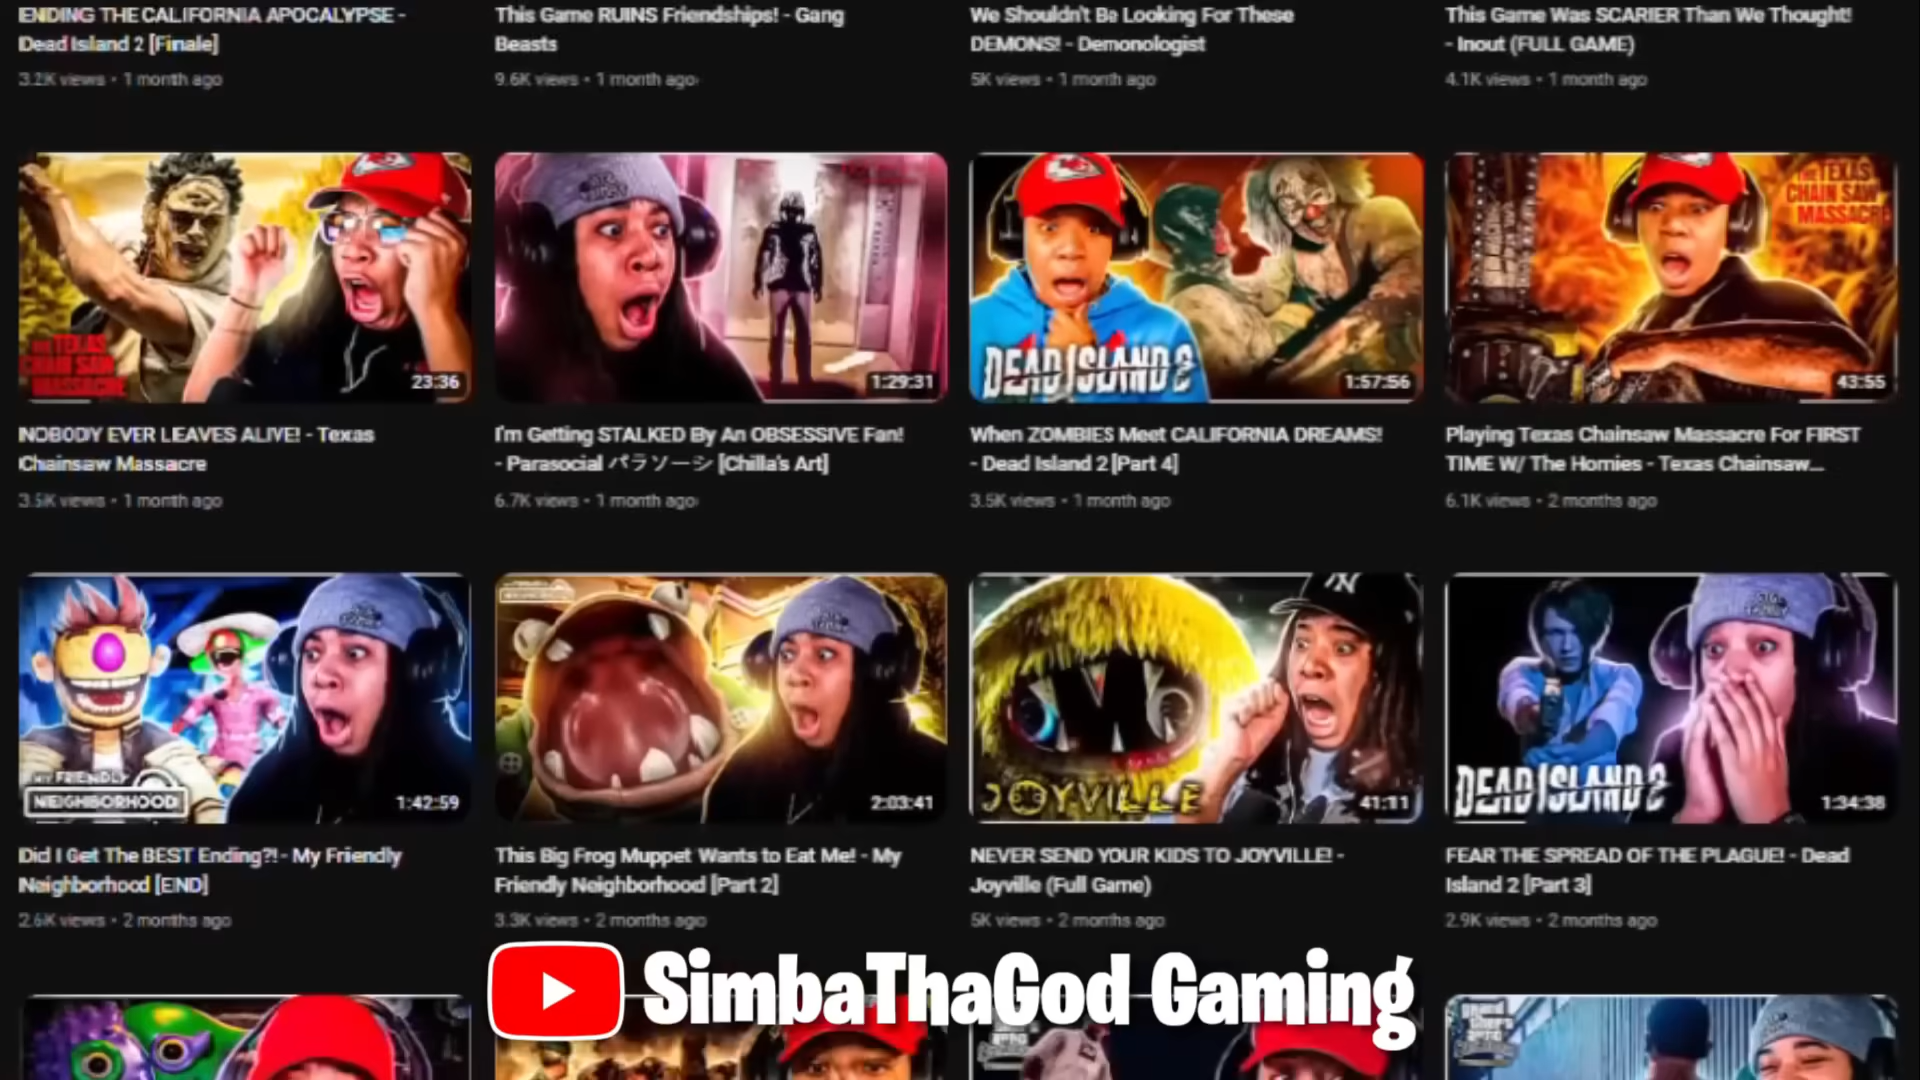 ENDING THE CALIFORNIA APOCALYPSE -
Dead Island 2 [Finale]
3.2K views • 1 month ago
This Game RUINS Friendships! - Gang
Beasts
9.6K views • 1 month ago
We Shouldn't Be Looking For These
DEMONS! - Demonologist
5K views • 1 month ago
This Game Was SCARIER Than We Thought!
- Inout (FULL GAME)
4.1K views • 1 month ago
THE TEXAS
CHAIN SAW
MASSACRE
23:36
1:29:31
DEAD ISLAND 2
1:57:56
THE TEXAS
CHAIN SAW
MASSACRE
43:55
NOBODY EVER LEAVES ALIVE! - Texas
Chainsaw Massacre
3.5K views • 1 month ago
I'm Getting STALKED By An OBSESSIVE Fan!
- Parasocial パラソーシ [Chilla's Art]
6.7K views • 1 month ago
When ZOMBIES Meet CALIFORNIA DREAMS!
- Dead Island 2 [Part 4]
3.5K views • 1 month ago
Playing Texas Chainsaw Massacre For FIRST
TIME W/ The Homies - Texas Chainsaw...
6.1K views • 2 months ago
MY FRIENDLY
NEIGHBORHOOD
1:42:59
2:03:41
JOYVILLE
41:11
DEAD ISLAND 2
1:34:38
Did I Get The BEST Ending?! - My Friendly
Neighborhood [END]
2.6K views • 2 months ago
This Big Frog Muppet Wants to Eat Me! - My
Friendly Neighborhood [Part 2]
3.3K views • 2 months ago
NEVER SEND YOUR KIDS TO JOYVILLE! -
Joyville (Full Game)
5K views • 2 months ago
FEAR THE SPREAD OF THE PLAGUE! - Dead
Island 2 [Part 3]
2.9K views • 2 months ago
SimbaThaGod Gaming